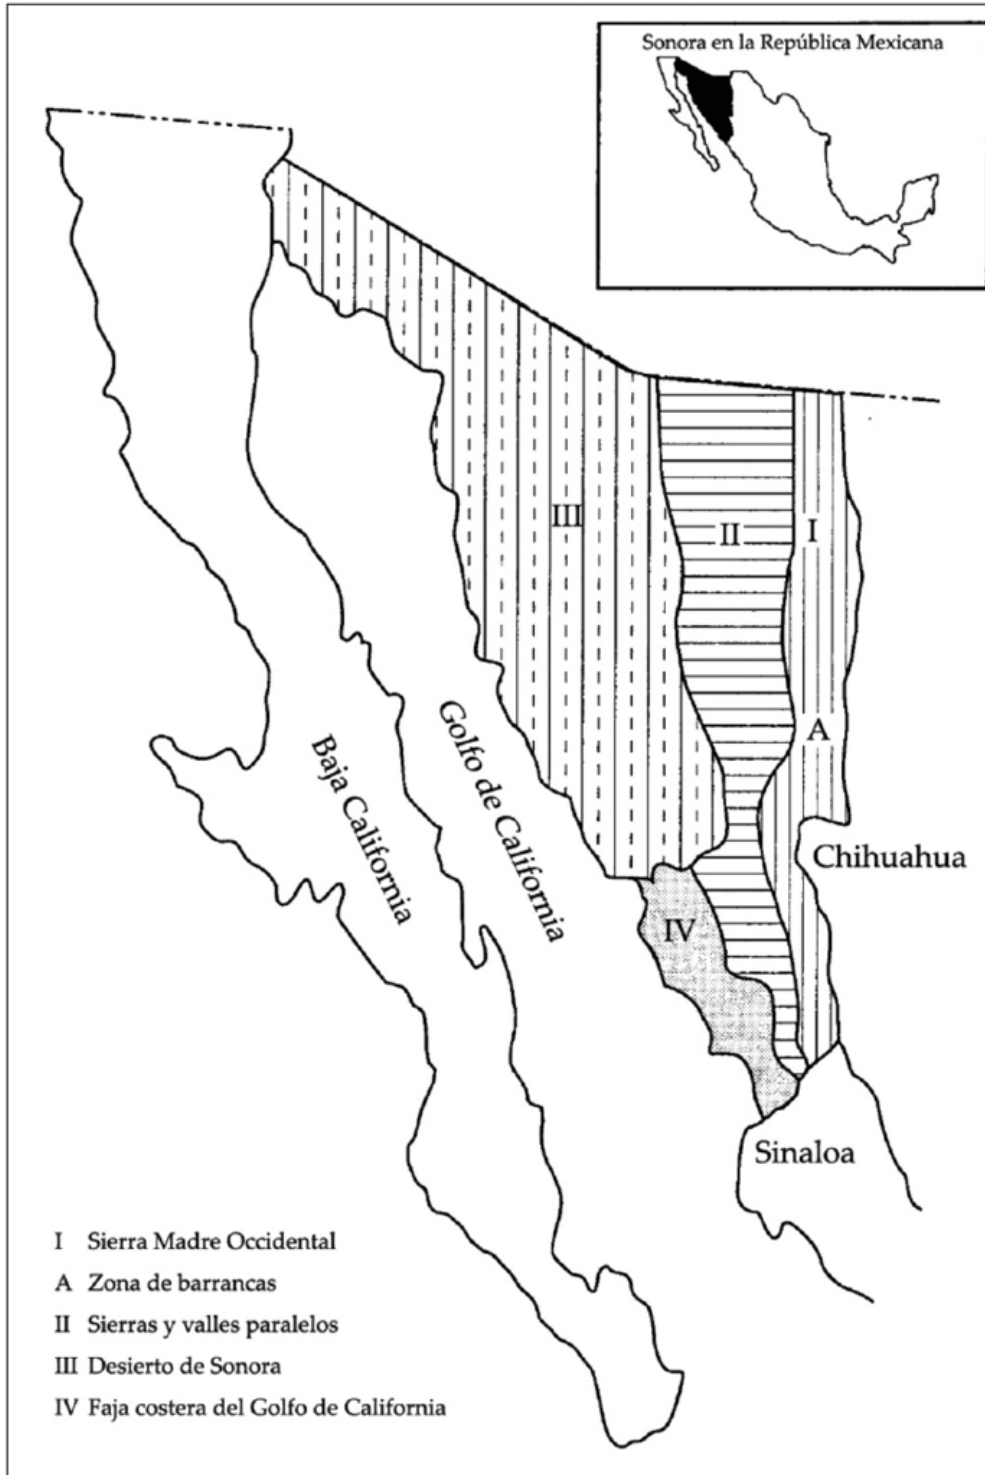 Sonora en la República Mexicana
III
II
I
A
Golfo de California
Baja California
Chihuahua
IV
Sinaloa
I Sierra Madre Occidental
A Zona de barrancas
II Sierras y valles paralelos
III Desierto de Sonora
IV Faja costera del Golfo de California